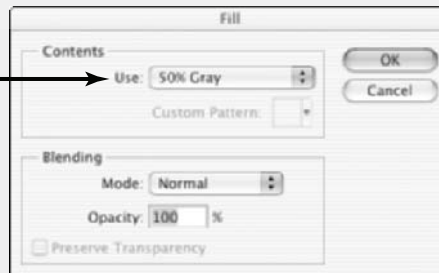 Fill
Contents
Use: 50% Gray
Custom Pattern:
OK
Cancel
Blending
Mode: Normal
Opacity: 100 %
Preserve Transparency